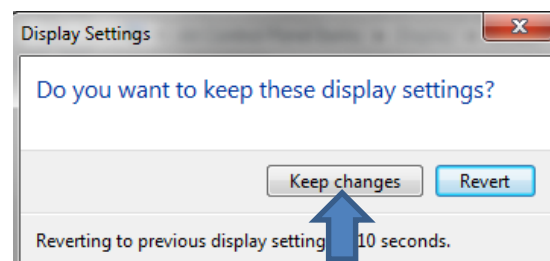 Display Settings
Do you want to keep these display settings?
Keep changes Revert
Reverting to previous display setting 10 seconds.